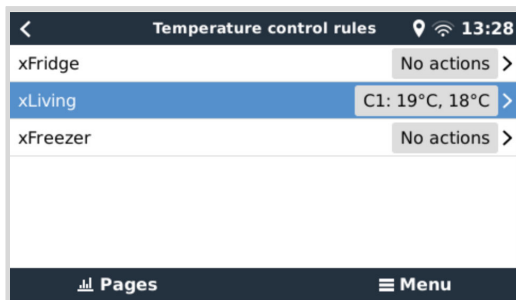 Temperature control rules 13:28
xFridge No actions
xLiving C1: 19°C, 18°C
xFreezer No actions
Pages Menu